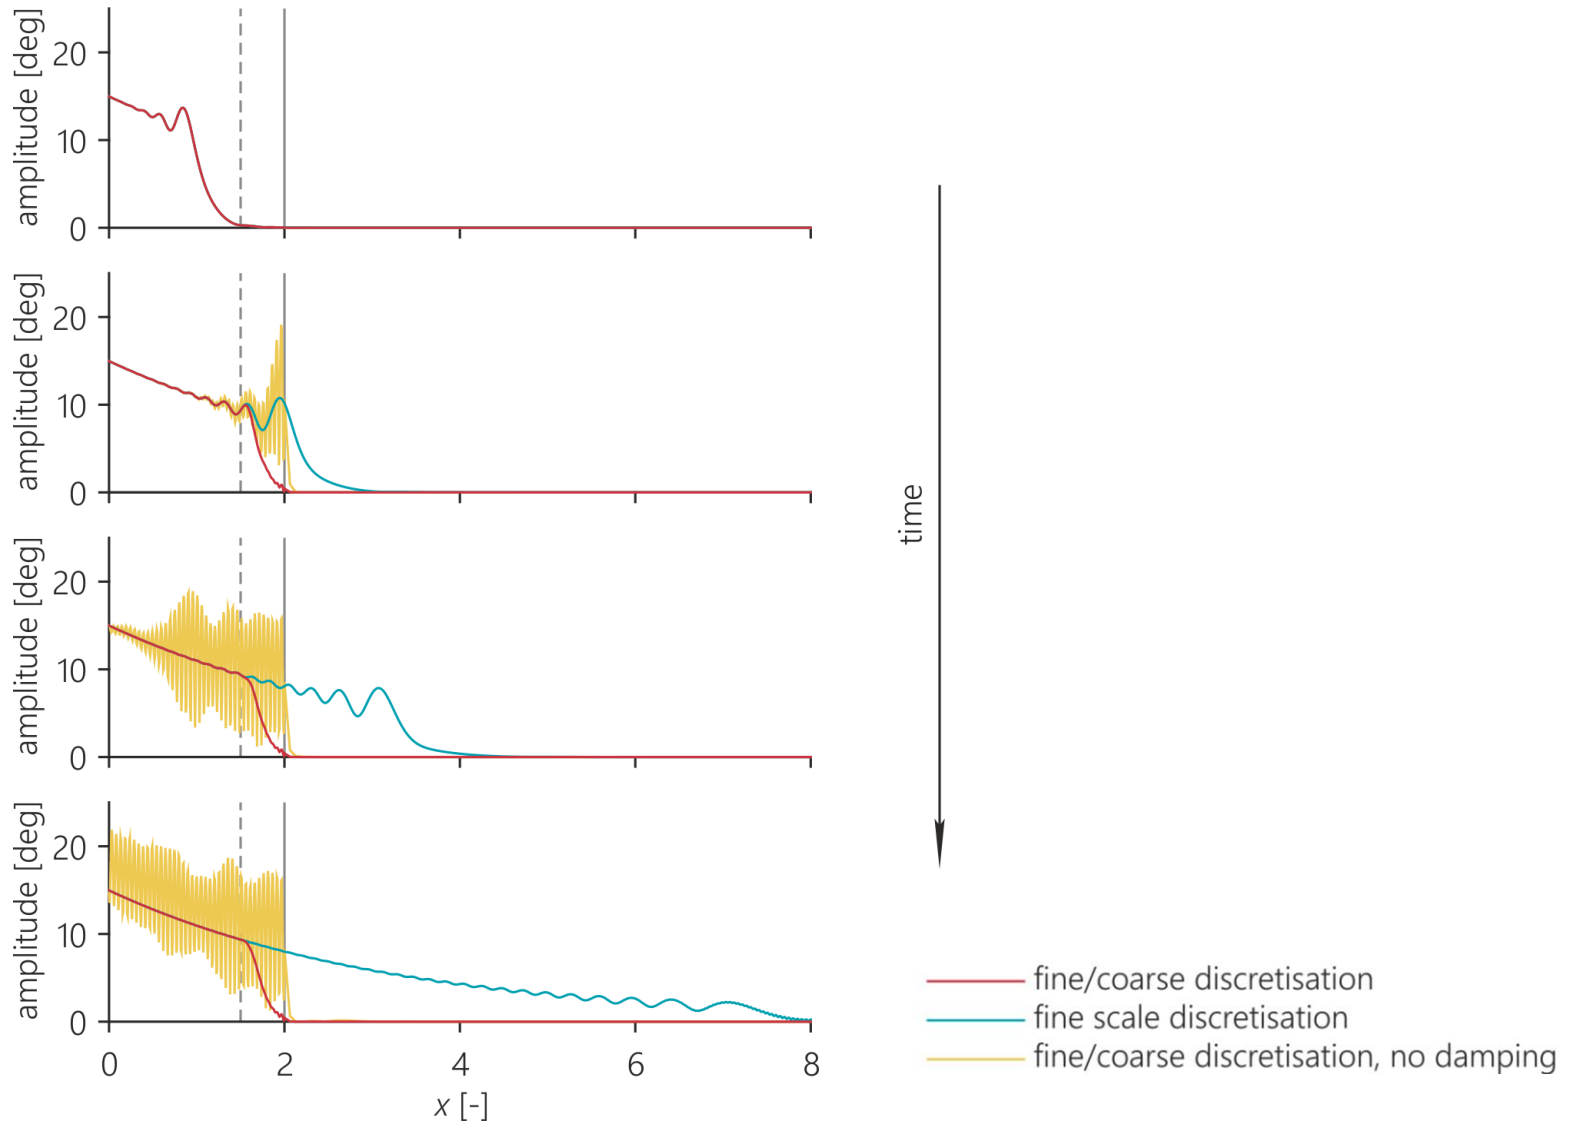 amplitude [deg]
20
10
0
amplitude [deg]
20
10
0
amplitude [deg]
20
10
0
amplitude [deg]
20
10
0
0 2 4 6 8
x [-]
time
fine/coarse discretisation
fine scale discretisation
fine/coarse discretisation, no damping